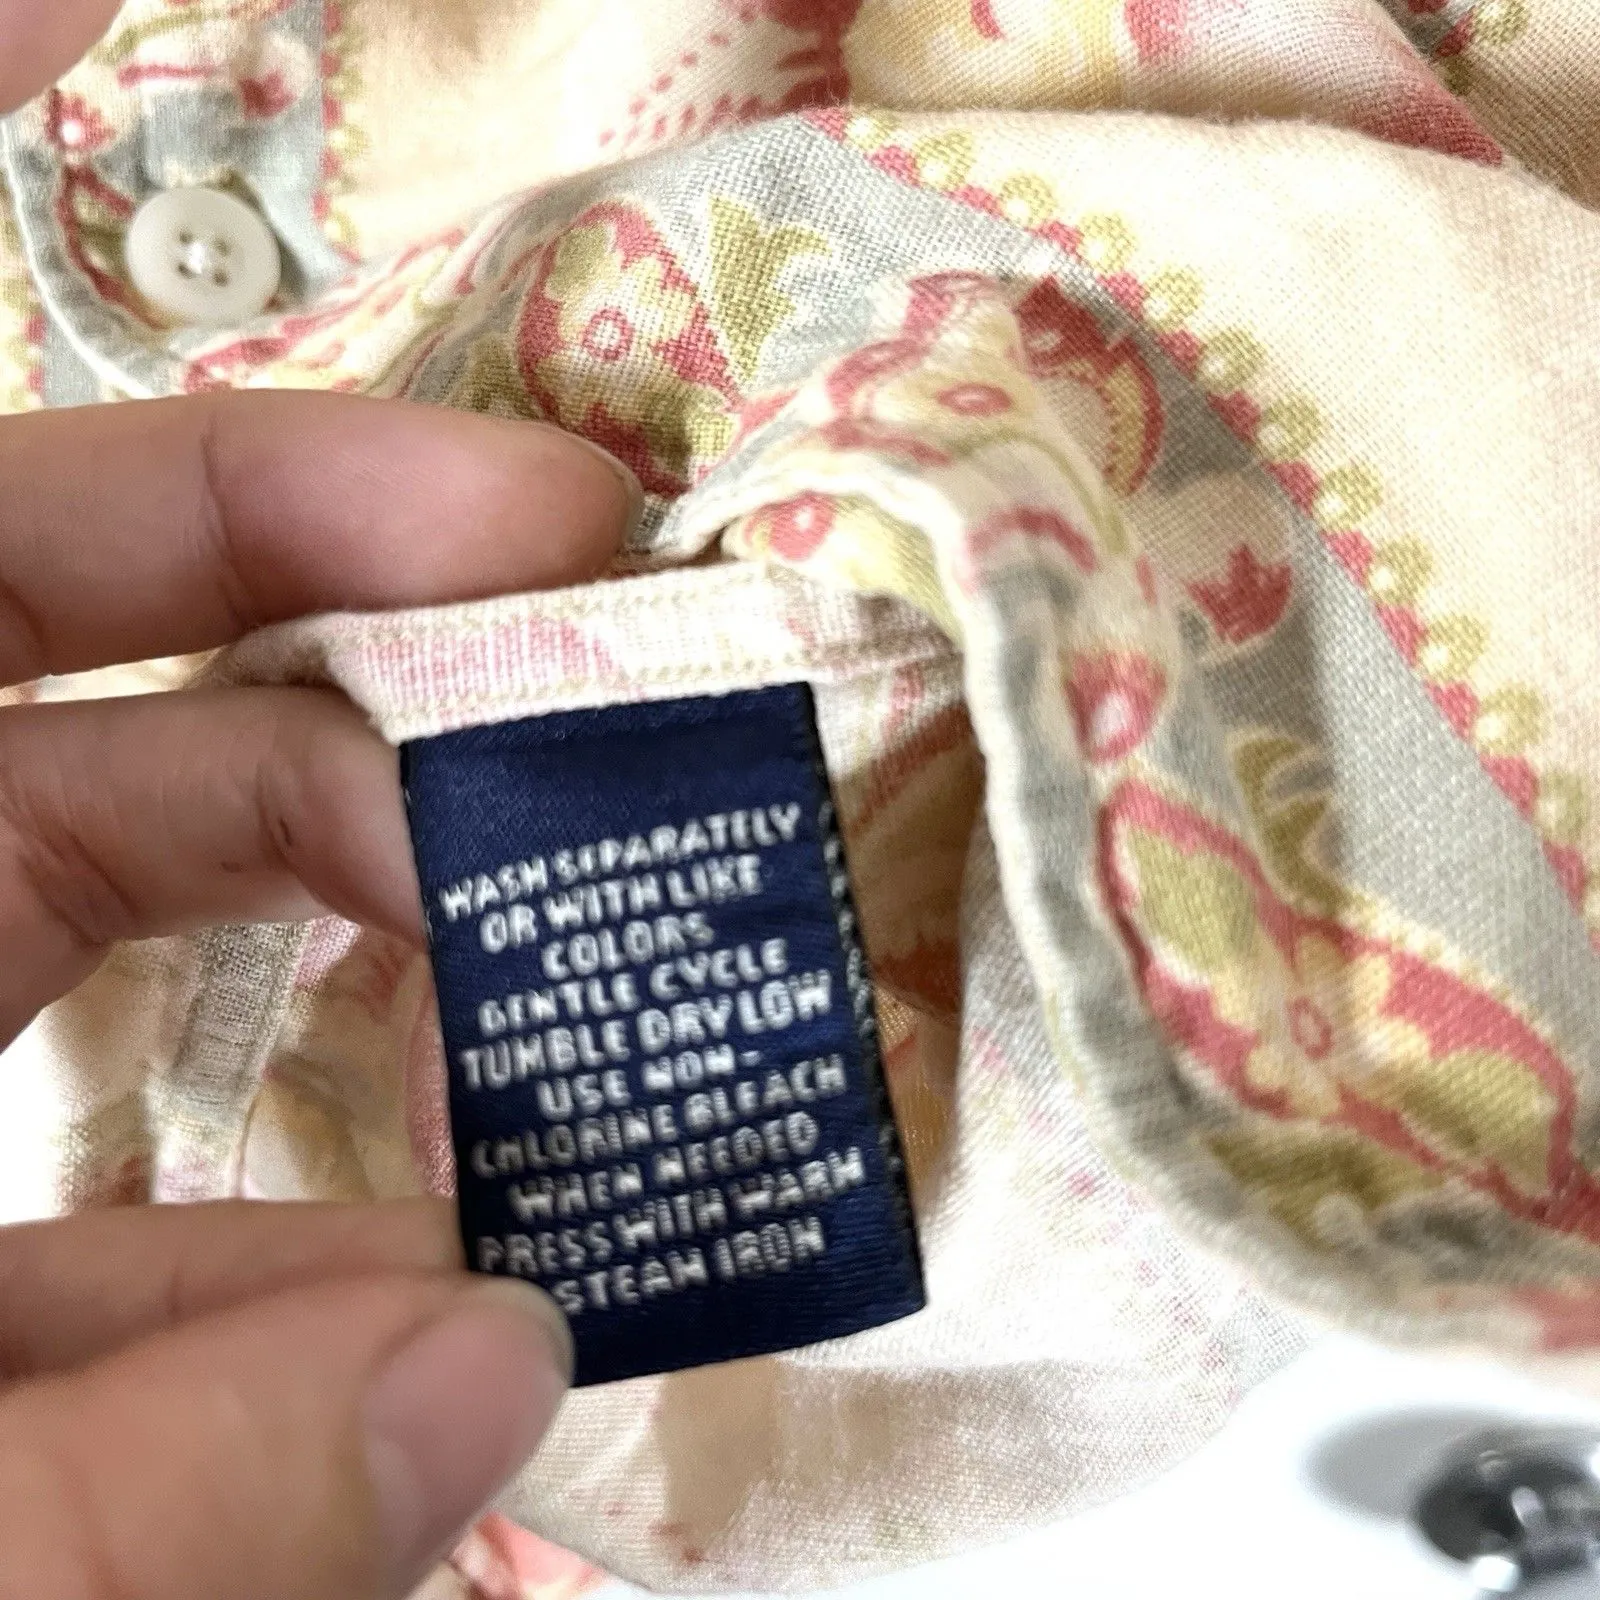 WASH SEPARATELY
OR WITH LIKE
COLORS
GENTLE CYCLE
TUMBLE DRY LOW
USE NON-
CHLORINE BLEACH
WHEN NEEDED
PRESS WITH WARM
STEAM IRON